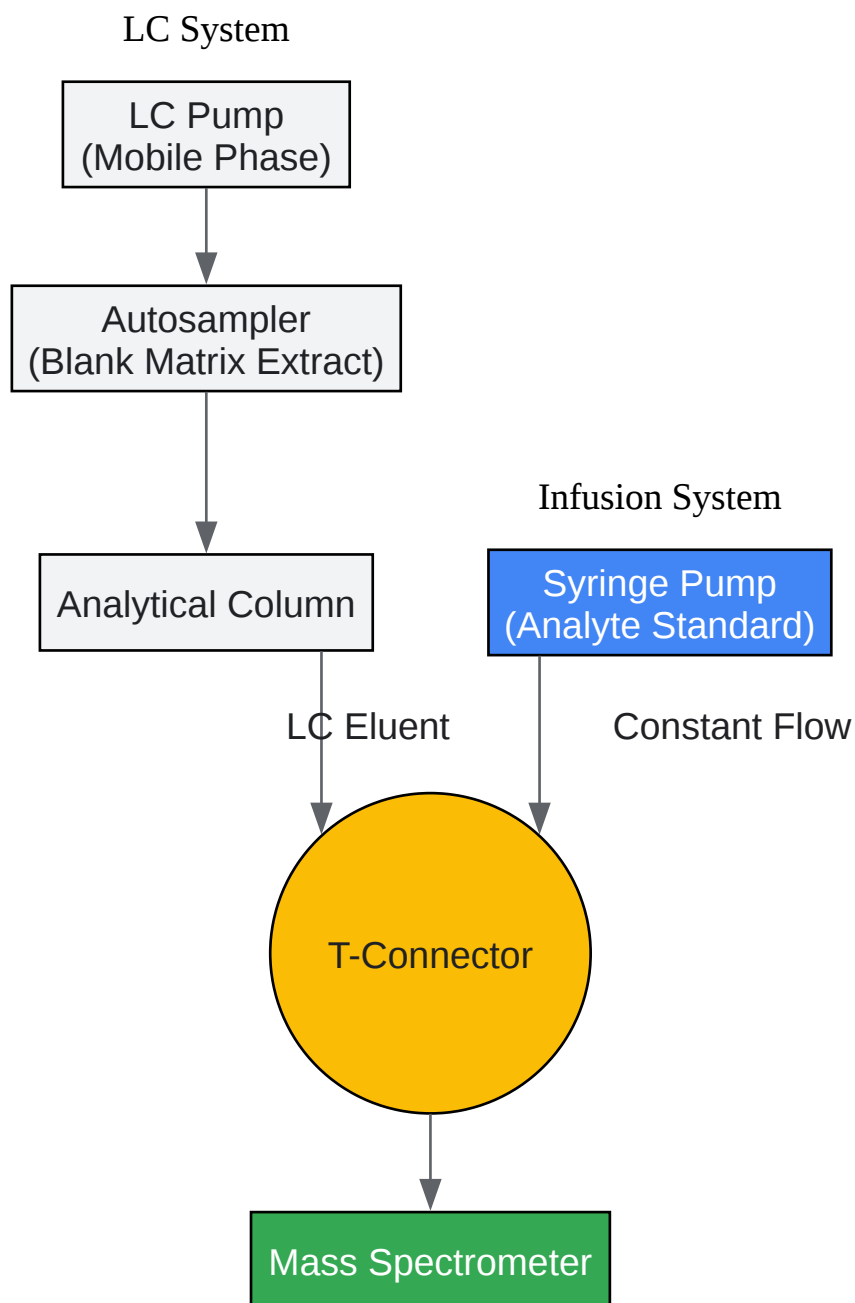 LC System
LC Pump
(Mobile Phase)
Autosampler
(Blank Matrix Extract)
Analytical Column
Infusion System
Syringe Pump
(Analyte Standard)
LC Eluent
Constant Flow
T-Connector
Mass Spectrometer